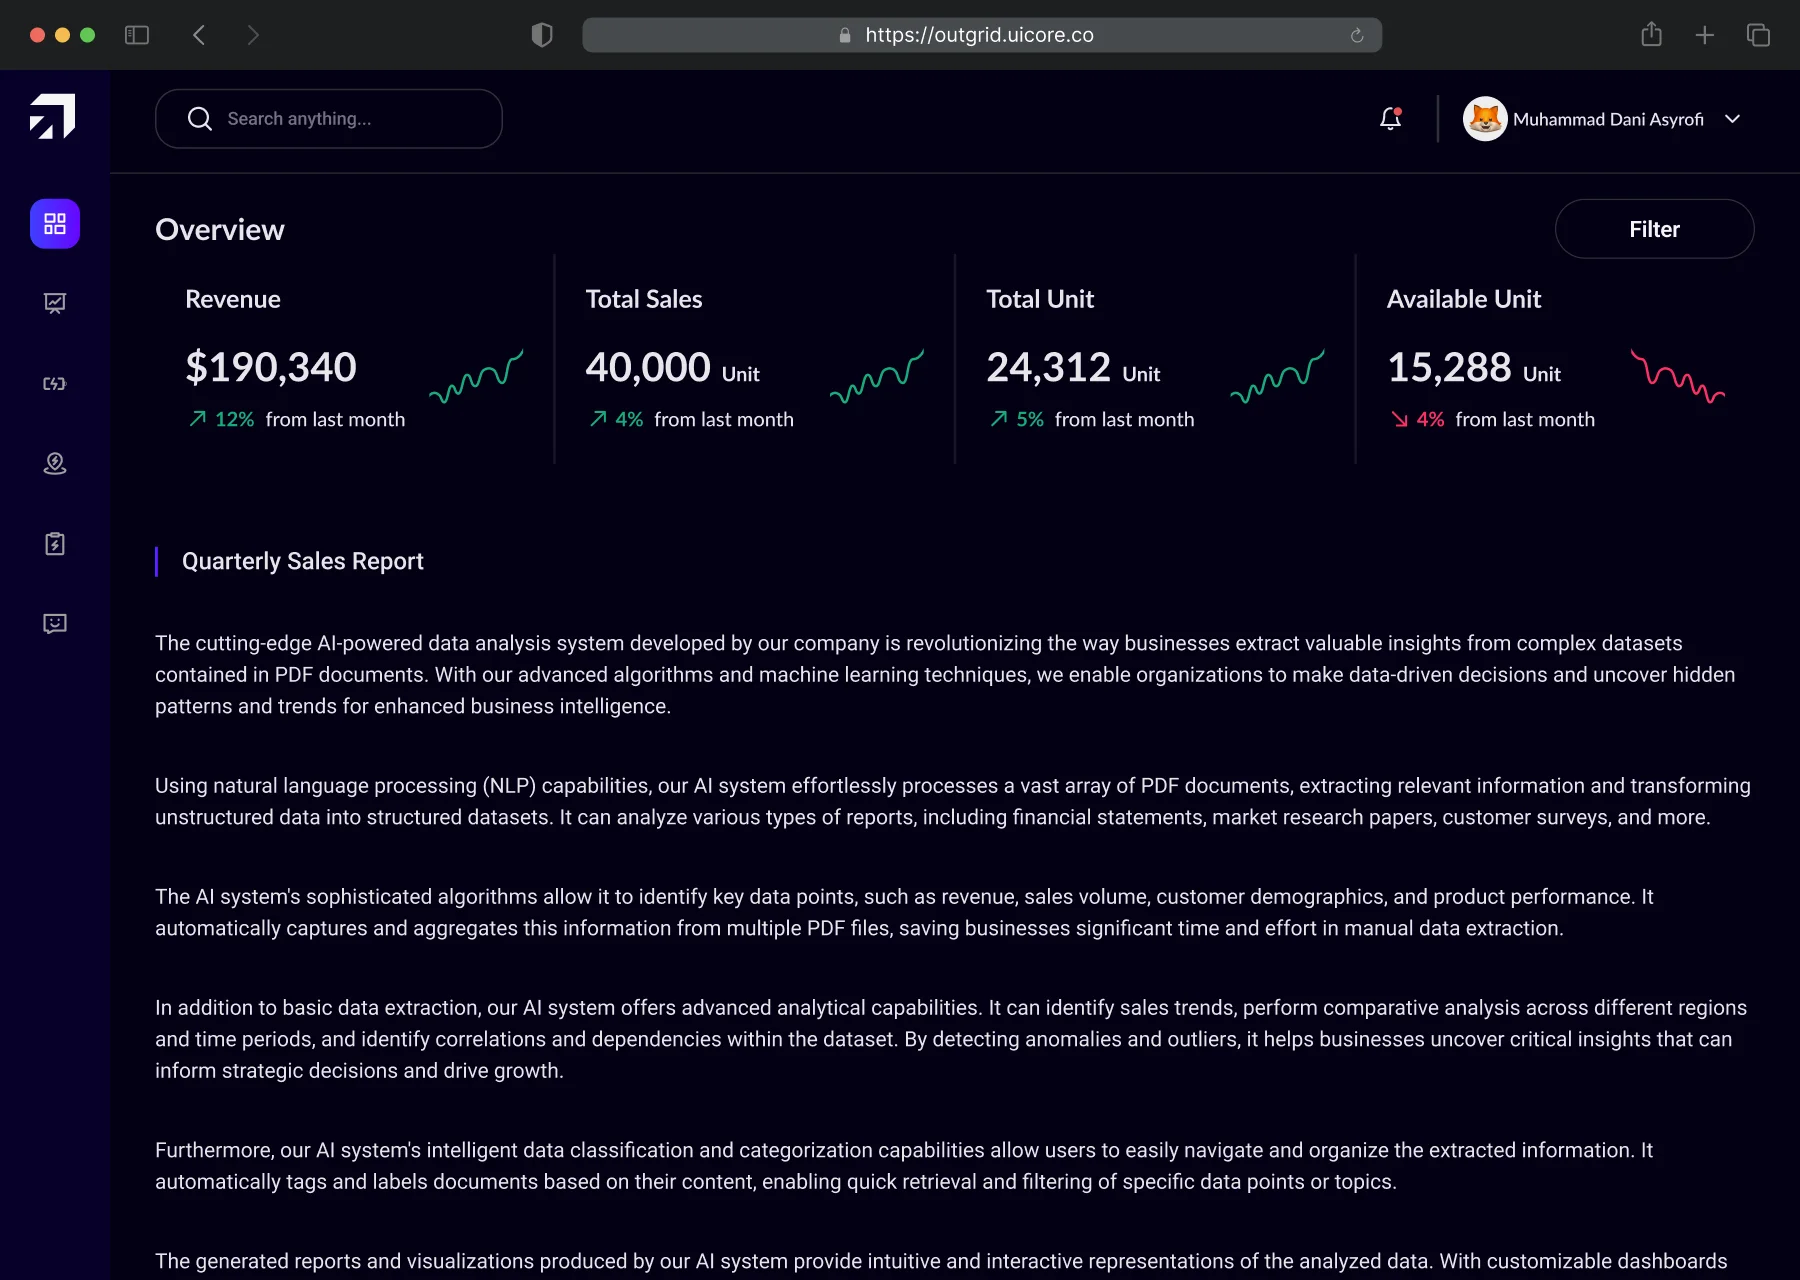 https://outgrid.uicore.co
Search anything...
Muhammad Dani Asyrofi
Overview
Filter
Revenue
$190,340
12% from last month
Total Sales
40,000 Unit
4% from last month
Total Unit
24,312 Unit
5% from last month
Available Unit
15,288 Unit
4% from last month
Quarterly Sales Report
The cutting-edge AI-powered data analysis system developed by our company is revolutionizing the way businesses extract valuable insights from complex datasets
contained in PDF documents. With our advanced algorithms and machine learning techniques, we enable organizations to make data-driven decisions and uncover hidden
patterns and trends for enhanced business intelligence.
Using natural language processing (NLP) capabilities, our AI system effortlessly processes a vast array of PDF documents, extracting relevant information and transforming
unstructured data into structured datasets. It can analyze various types of reports, including financial statements, market research papers, customer surveys, and more.
The AI system's sophisticated algorithms allow it to identify key data points, such as revenue, sales volume, customer demographics, and product performance. It
automatically captures and aggregates this information from multiple PDF files, saving businesses significant time and effort in manual data extraction.
In addition to basic data extraction, our AI system offers advanced analytical capabilities. It can identify sales trends, perform comparative analysis across different regions
and time periods, and identify correlations and dependencies within the dataset. By detecting anomalies and outliers, it helps businesses uncover critical insights that can
inform strategic decisions and drive growth.
Furthermore, our AI system's intelligent data classification and categorization capabilities allow users to easily navigate and organize the extracted information. It
automatically tags and labels documents based on their content, enabling quick retrieval and filtering of specific data points or topics.
The generated reports and visualizations produced by our AI system provide intuitive and interactive representations of the analyzed data. With customizable dashboards